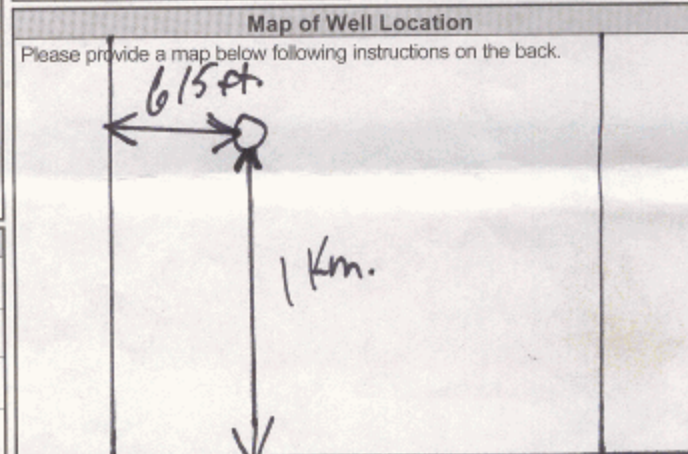 Map of Well Location
Please provide a map below following instructions on the back.
615 ft.
1 Km.